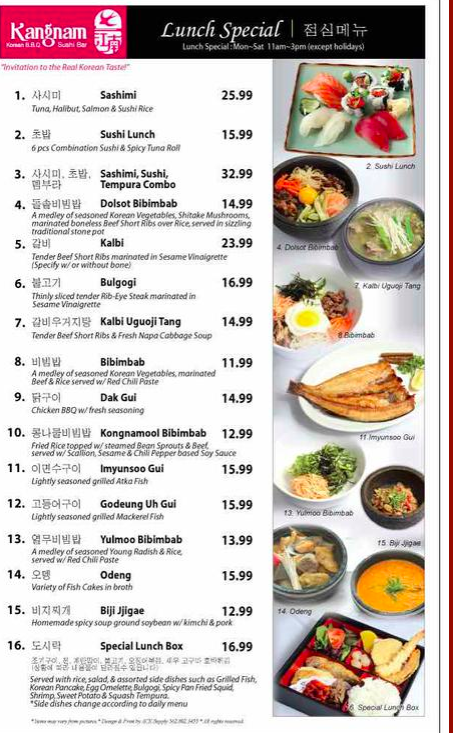 Kangnam
Korean B.B.Q. Sushi Bar
강남
Lunch Special | 점심메뉴
Lunch Special : Mon~Sat 11am~3pm (except holidays)
"Invitation to the Real Korean Taste!"
1. 사시미 Sashimi 25.99
Tuna, Halibut, Salmon & Sushi Rice
2. 초밥 Sushi Lunch 15.99
6 pcs Combination Sushi & Spicy Tuna Roll
3. 사시미, 초밥, Sashimi, Sushi, 32.99
뎀부라 Tempura Combo
4. 돌솥비빔밥 Dolsot Bibimbab 14.99
A medley of seasoned Korean Vegetables, Shitake Mushrooms,
marinated boneless Beef Short Ribs over Rice, served in sizzling
traditional stone pot
5. 갈비 Kalbi 23.99
Tender Beef Short Ribs marinated in Sesame Vinaigrette
(Specify w/ or without bone)
6. 불고기 Bulgogi 16.99
Thinly sliced tender Rib-Eye Steak marinated in
Sesame Vinaigrette
7. 갈비우거지탕 Kalbi Uguoji Tang 14.99
Tender Beef Short Ribs & Fresh Napa Cabbage Soup
8. 비빔밥 Bibimbab 11.99
A medley of seasoned Korean Vegetables, marinated
Beef & Rice served w/ Red Chili Paste
9. 닭구이 Dak Gui 14.99
Chicken BBQ w/ fresh seasoning
10. 콩나물비빔밥 Kongnamool Bibimbab 12.99
Fried Rice topped w/ steamed Bean Sprouts & Beef,
served w/ Scallion, Sesame & Chili Pepper based Soy Sauce
11. 이면수구이 Imyunsoo Gui 15.99
Lightly seasoned grilled Atka Fish
12. 고등어구이 Godeung Uh Gui 15.99
Lightly seasoned grilled Mackerel Fish
13. 열무비빔밥 Yulmoo Bibimbab 13.99
A medley of seasoned Young Radish & Rice,
served w/ Red Chili Paste
14. 오뎅 Odeng 15.99
Variety of Fish Cakes in broth
15. 비지찌개 Biji Jjigae 12.99
Homemade spicy soup ground soybean w/ kimchi & pork
16. 도시락 Special Lunch Box 16.99
Served with rice, salad, & assorted side dishes such as Grilled Fish,
Korean Pancake, Egg Omelette, Bulgogi, Spicy Pan Fried Squid,
Shrimp, Sweet Potato & Squash Tempura.
*Side dishes change according to daily menu
*Items may vary from pictures. * Design & Print by: * All rights reserved.
2. Sushi Lunch
4. Dolsot Bibimbab
7. Kalbi Uguoji Tang
8.Bibimbab
11.Imyunsoo Gui
13. Yulmoo Bibimbab
15. Biji Jjigae
14. Odeng
16. Special Lunch Box